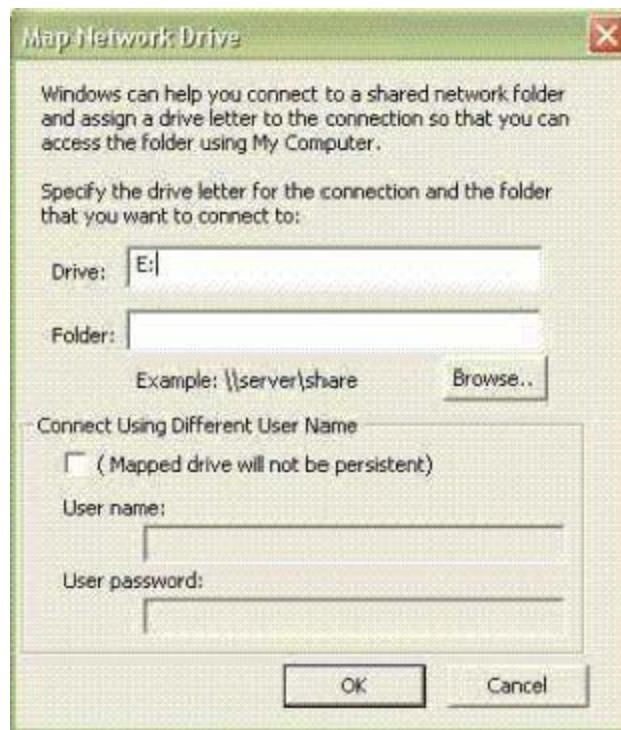 Map Network Drive
Windows can help you connect to a shared network folder
and assign a drive letter to the connection so that you can
access the folder using My Computer.
Specify the drive letter for the connection and the folder
that you want to connect to:
Drive: E:
Folder:
Example: \\server\share Browse..
Connect Using Different User Name
( Mapped drive will not be persistent)
User name:
User password:
OK Cancel